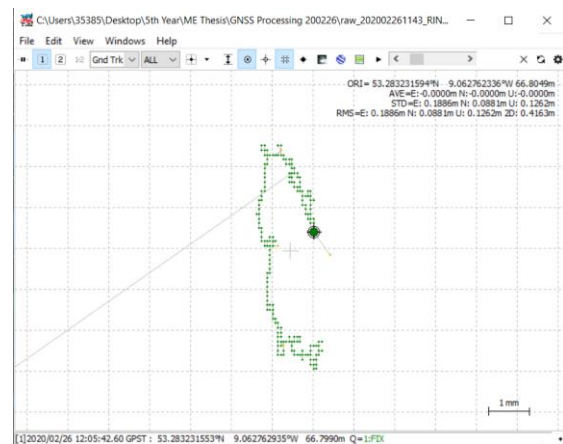 C:\Users\35385\Desktop\5th Year\ME Thesis\GNSS Processing 200226\raw_202002261143_RIN...
File Edit View Windows Help
1 2 1-2 Gnd Trk ALL
ORI= 53.283231594°N 9.062762336°W 66.8049m
AVE=E:-0.0000m N:-0.0000m U:-0.0000m
STD=E: 0.1886m N: 0.0881m U: 0.1262m
RMS=E: 0.1886m N: 0.0881m U: 0.1262m 2D: 0.4163m
1 mm
[1]2020/02/26 12:05:42.60 GPST : 53.283231553°N 9.062762935°W 66.7990m Q=1:FIX